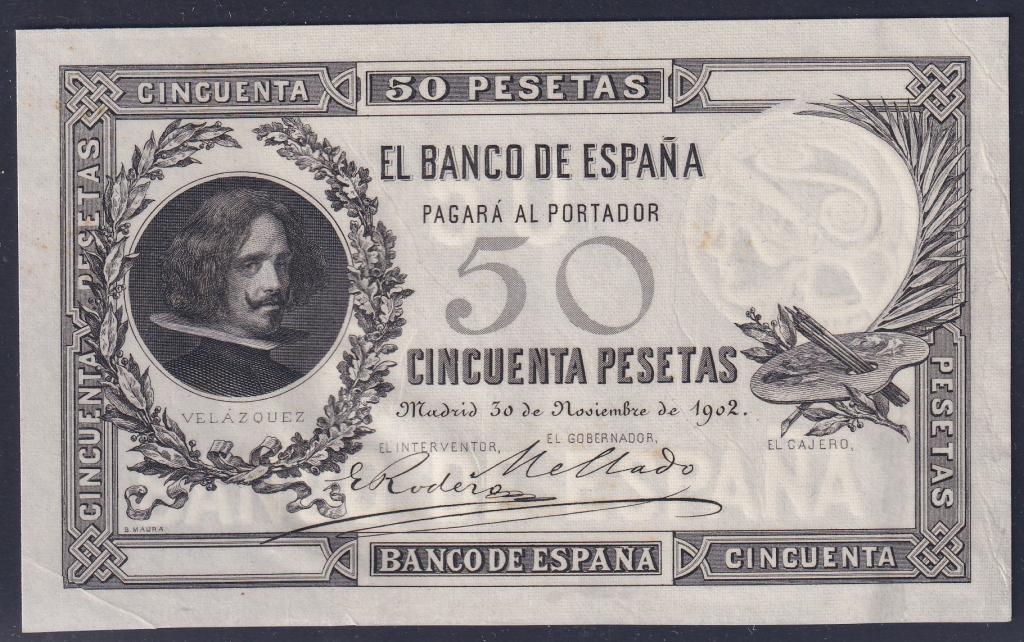 CINCUENTA
50 PESETAS
CINCUENTA PESETAS
EL BANCO DE ESPAÑA
PAGARÁ AL PORTADOR
50
CINCUENTA PESETAS
Madrid 30 de Noviembre de 1902.
VELÁZQUEZ
EL INTERVENTOR,
EL GOBERNADOR,
EL CAJERO,
E Rodero
Mellado
B. MAURA
BANCO DE ESPAÑA
CINCUENTA
PESETAS